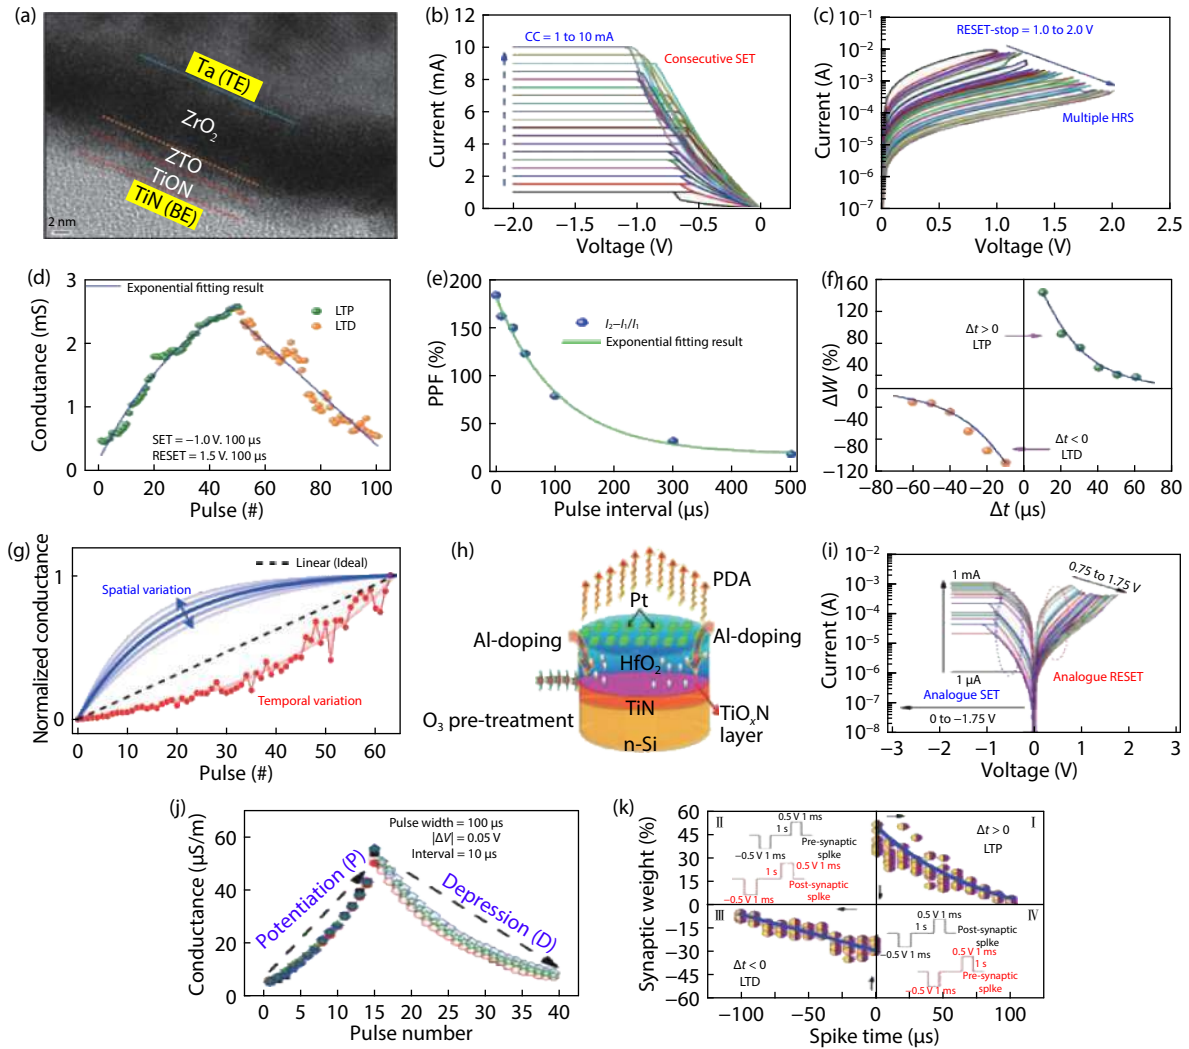 (a)
Ta (TE)
ZrO2
ZTO
TiON
TiN (BE)
2 nm
(b)
CC = 1 to 10 mA
Consecutive SET
Current (mA)
12
10
8
6
4
2
0
−2.0
−1.5
−1.0
−0.5
0
Voltage (V)
(c)
RESET-stop = 1.0 to 2.0 V
Multiple HRS
Current (A)
10−1
10−2
10−3
10−4
10−5
10−6
10−7
0
0.5
1.0
1.5
2.0
2.5
Voltage (V)
(d)
Exponential fitting result
LTP
LTD
SET = −1.0 V. 100 µs
RESET = 1.5 V. 100 µs
Condutance (mS)
3
2
1
0
0
20
40
60
80
100
Pulse (#)
(e)
I2−I1/I1
Exponential fitting result
PPF (%)
200
150
100
50
0
0
100
200
300
400
500
Pulse interval (µs)
(f)
Δt > 0
LTP
Δt < 0
LTD
ΔW (%)
160
120
80
40
0
−40
−80
−120
−80
−60
−40
−20
0
20
40
60
80
Δt (µs)
(g)
Linear (Ideal)
Spatial variation
Temporal variation
Normalized conductance
1
0
0
10
20
30
40
50
60
Pulse (#)
(h)
PDA
Pt
Al-doping
Al-doping
HfO2
TiN
O3 pre-treatment
TiOxN
layer
n-Si
(i)
1 mA
0.75 to 1.75 V
1 µA
Analogue RESET
Analogue SET
0 to −1.75 V
Current (A)
10−2
10−3
10−4
10−5
10−6
10−7
10−8
−3
−2
−1
0
1
2
3
Voltage (V)
(j)
Pulse width = 100 µs
|ΔV| = 0.05 V
Interval = 10 µs
Potentiation (P)
Depression (D)
Conductance (µS/m)
60
40
20
0
0
5
10
15
20
25
30
35
40
Pulse number
(k)
II
0.5 V 1 ms
1 s
−0.5 V 1 ms
Pre-synaptic
spike
0.5 V 1 ms
1 s
−0.5 V 1 ms
Post-synaptic
spike
I
Δt > 0
LTP
III
Δt < 0
LTD
IV
0.5 V 1 ms
1 s
−0.5 V 1 ms
Post-synaptic
spike
0.5 V 1 ms
1 s
−0.5 V 1 ms
Pre-synaptic
spike
Synaptic weight (%)
60
45
30
15
0
−15
−30
−45
−60
−100
−50
0
50
100
Spike time (µs)